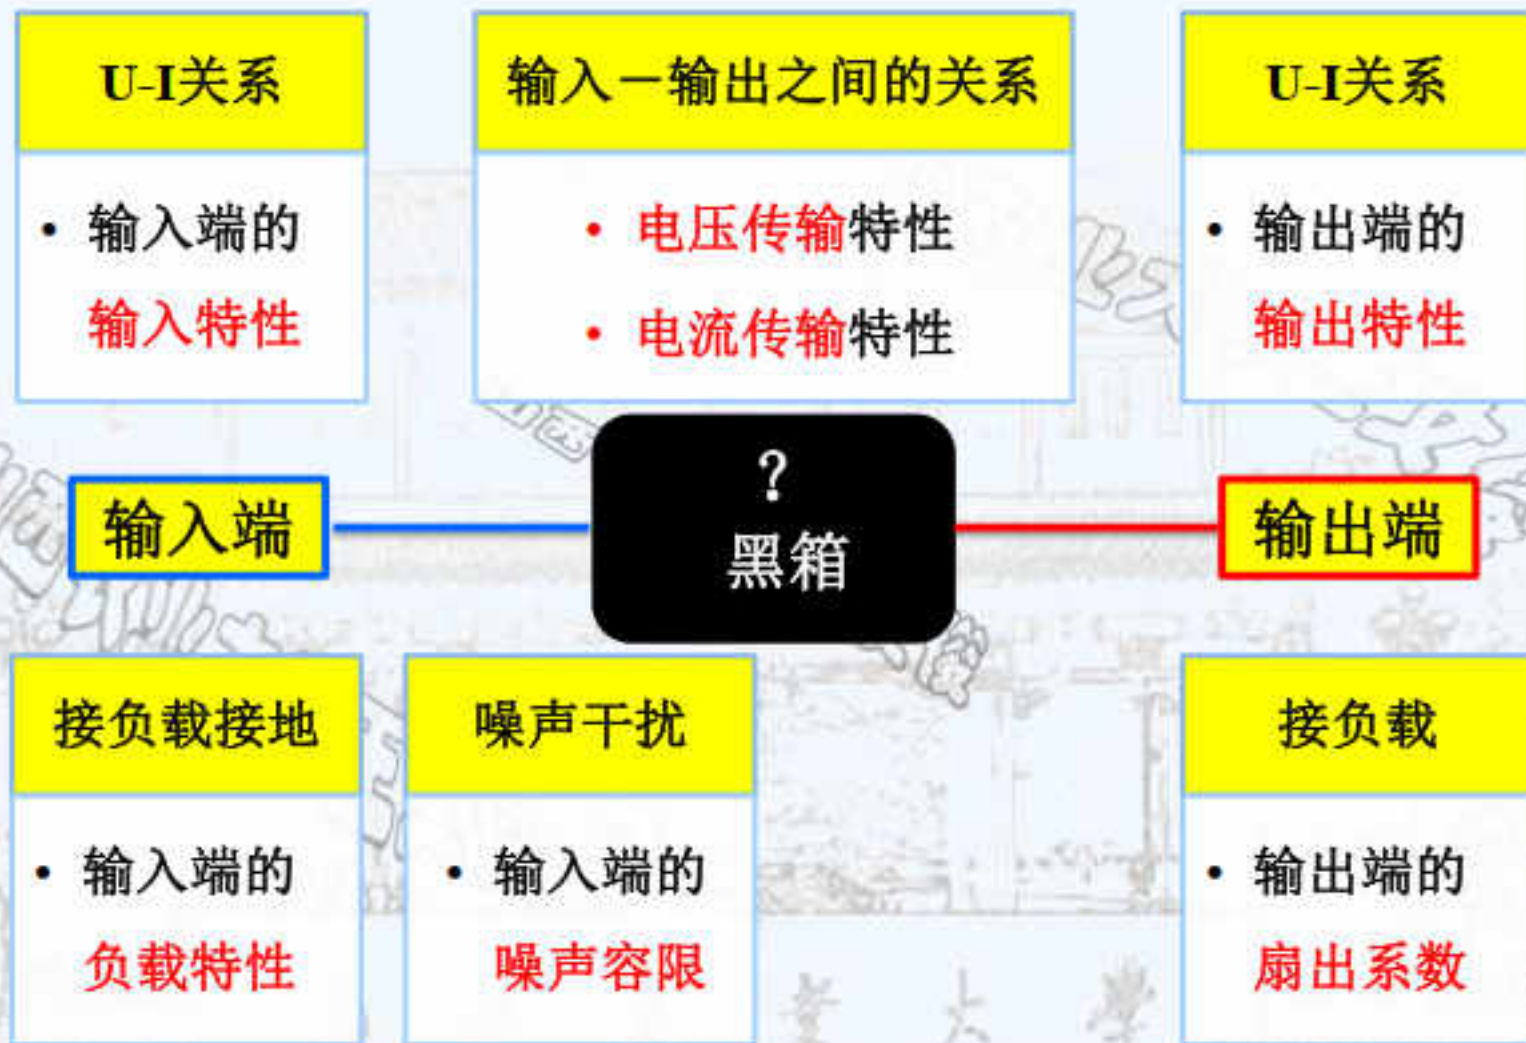 U-I关系
• 输入端的
输入特性
输入－输出之间的关系
• 电压传输特性
• 电流传输特性
U-I关系
• 输出端的
输出特性
输入端
?
黑箱
输出端
接负载接地
• 输入端的
负载特性
噪声干扰
• 输入端的
噪声容限
接负载
• 输出端的
扇出系数